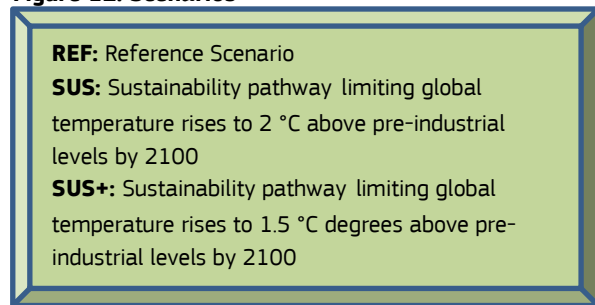 REF: Reference Scenario
SUS: Sustainability pathway limiting global
temperature rises to 2 °C above pre-industrial
levels by 2100
SUS+: Sustainability pathway limiting global
temperature rises to 1.5 °C degrees above pre-
industrial levels by 2100